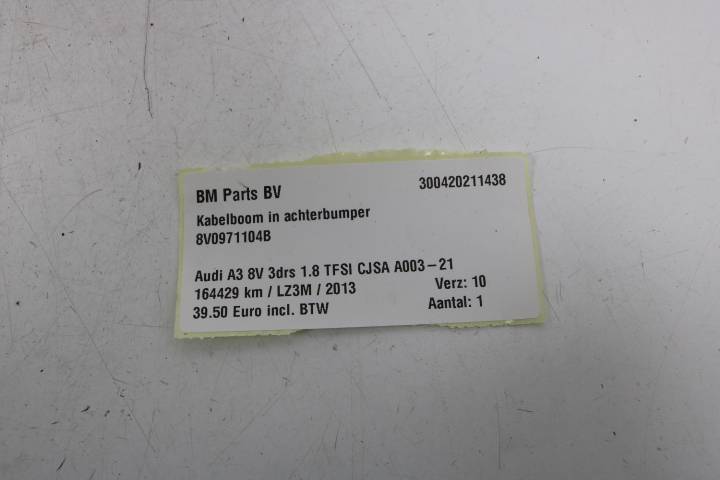 BM Parts BV 300420211438
Kabelboom in achterbumper
8V0971104B
Audi A3 8V 3drs 1.8 TFSI CJSA A003-21
164429 km / LZ3M / 2013 Verz: 10
39.50 Euro incl. BTW Aantal: 1